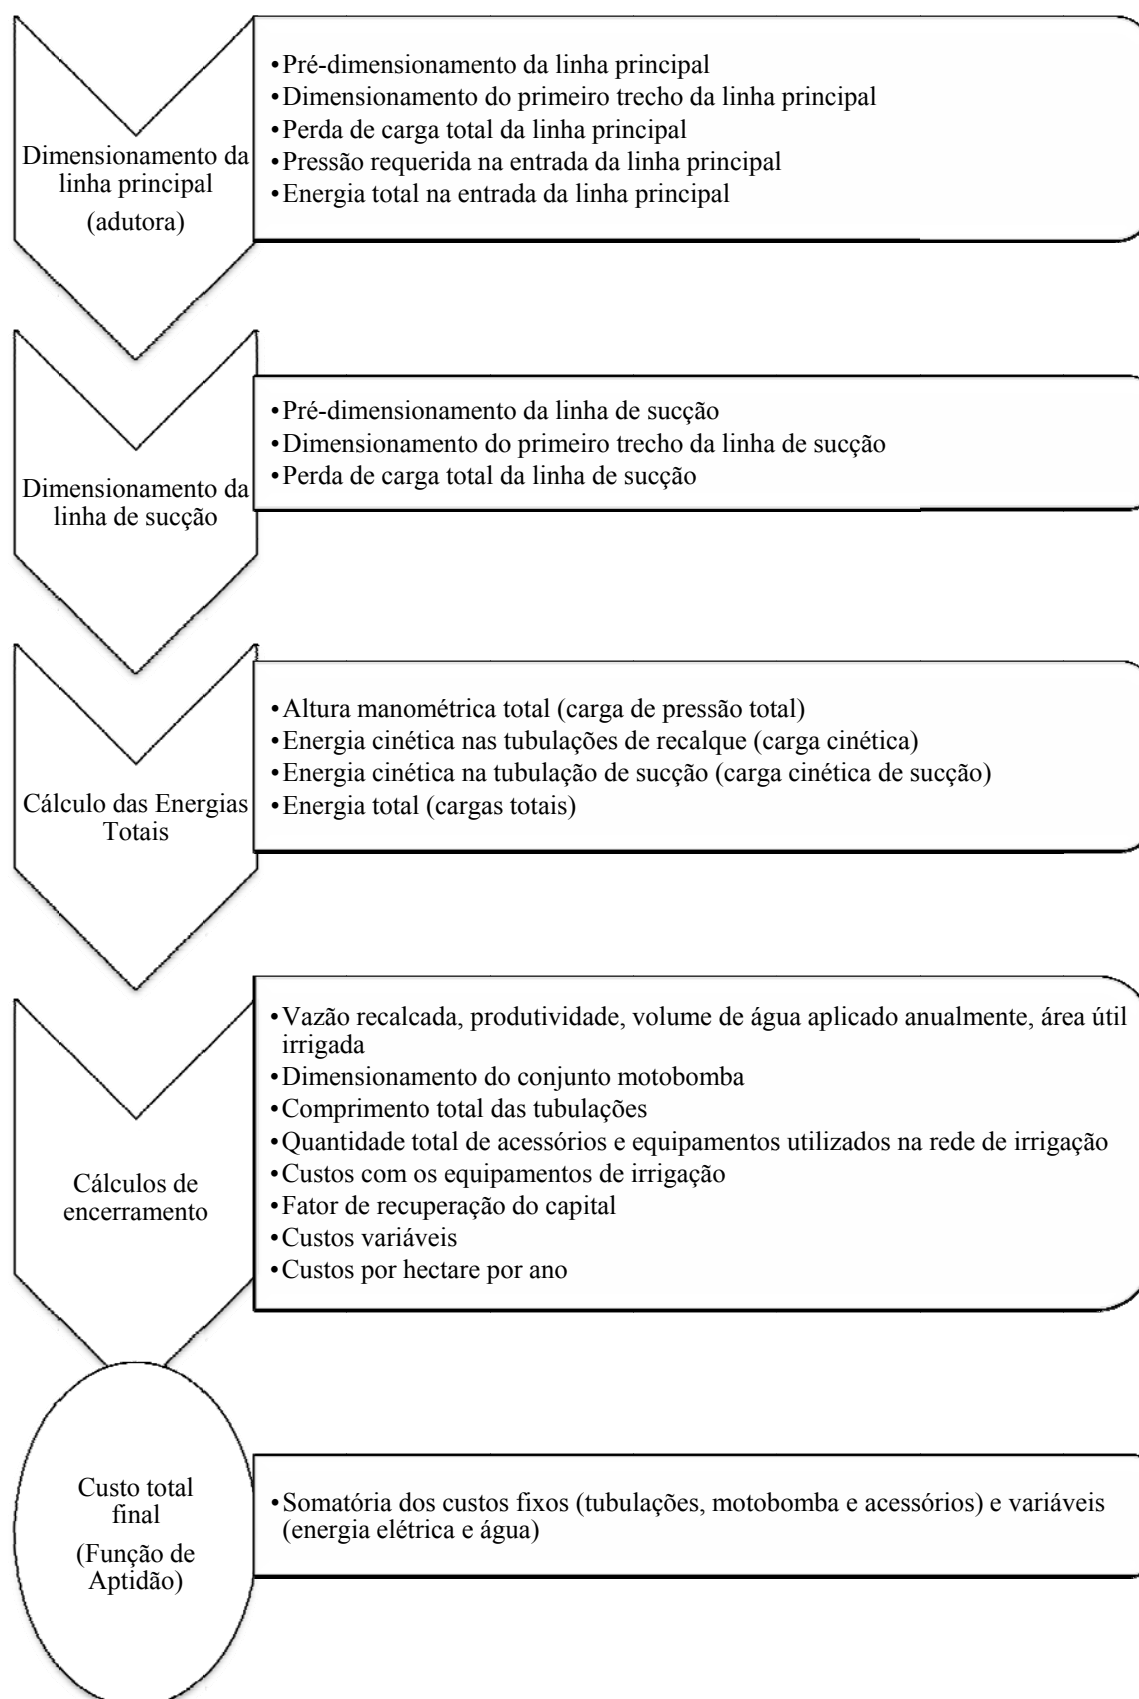 Dimensionamento da
linha principal
(adutora)
•Pré-dimensionamento da linha principal
•Dimensionamento do primeiro trecho da linha principal
•Perda de carga total da linha principal
•Pressão requerida na entrada da linha principal
•Energia total na entrada da linha principal
Dimensionamento da
linha de sucção
•Pré-dimensionamento da linha de sucção
•Dimensionamento do primeiro trecho da linha de sucção
•Perda de carga total da linha de sucção
Cálculo das Energias
Totais
•Altura manométrica total (carga de pressão total)
•Energia cinética nas tubulações de recalque (carga cinética)
•Energia cinética na tubulação de sucção (carga cinética de sucção)
•Energia total (cargas totais)
Cálculos de
encerramento
•Vazão recalcada, produtividade, volume de água aplicado anualmente, área útil
irrigada
•Dimensionamento do conjunto motobomba
•Comprimento total das tubulações
•Quantidade total de acessórios e equipamentos utilizados na rede de irrigação
•Custos com os equipamentos de irrigação
•Fator de recuperação do capital
•Custos variáveis
•Custos por hectare por ano
Custo total
final
(Função de
Aptidão)
•Somatória dos custos fixos (tubulações, motobomba e acessórios) e variáveis
(energia elétrica e água)